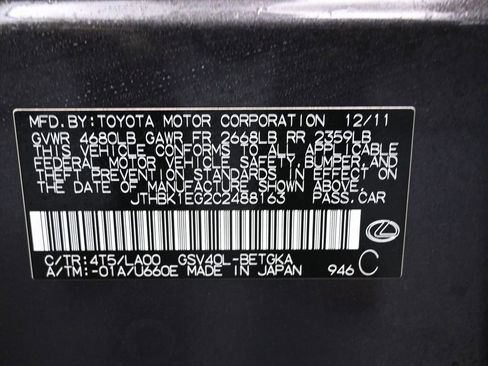 MFD.BY:TOYOTA MOTOR CORPORATION 12/11
GVWR 4680LB GAWR FR 2668LB RR 2359LB
THIS VEHICLE CONFORMS TO ALL APPLICABLE
FEDERAL MOTOR VEHICLE SAFETY, BUMPER, AND
THEFT PREVENTION STANDARDS IN EFFECT ON
THE DATE OF MANUFACTURE SHOWN ABOVE.
JTHBK1EG2C2488163 PASS.CAR
C/TR:4T5/LA00 GSV40L-BETGKA
A/TM:-01A/U660E MADE IN JAPAN 946 C